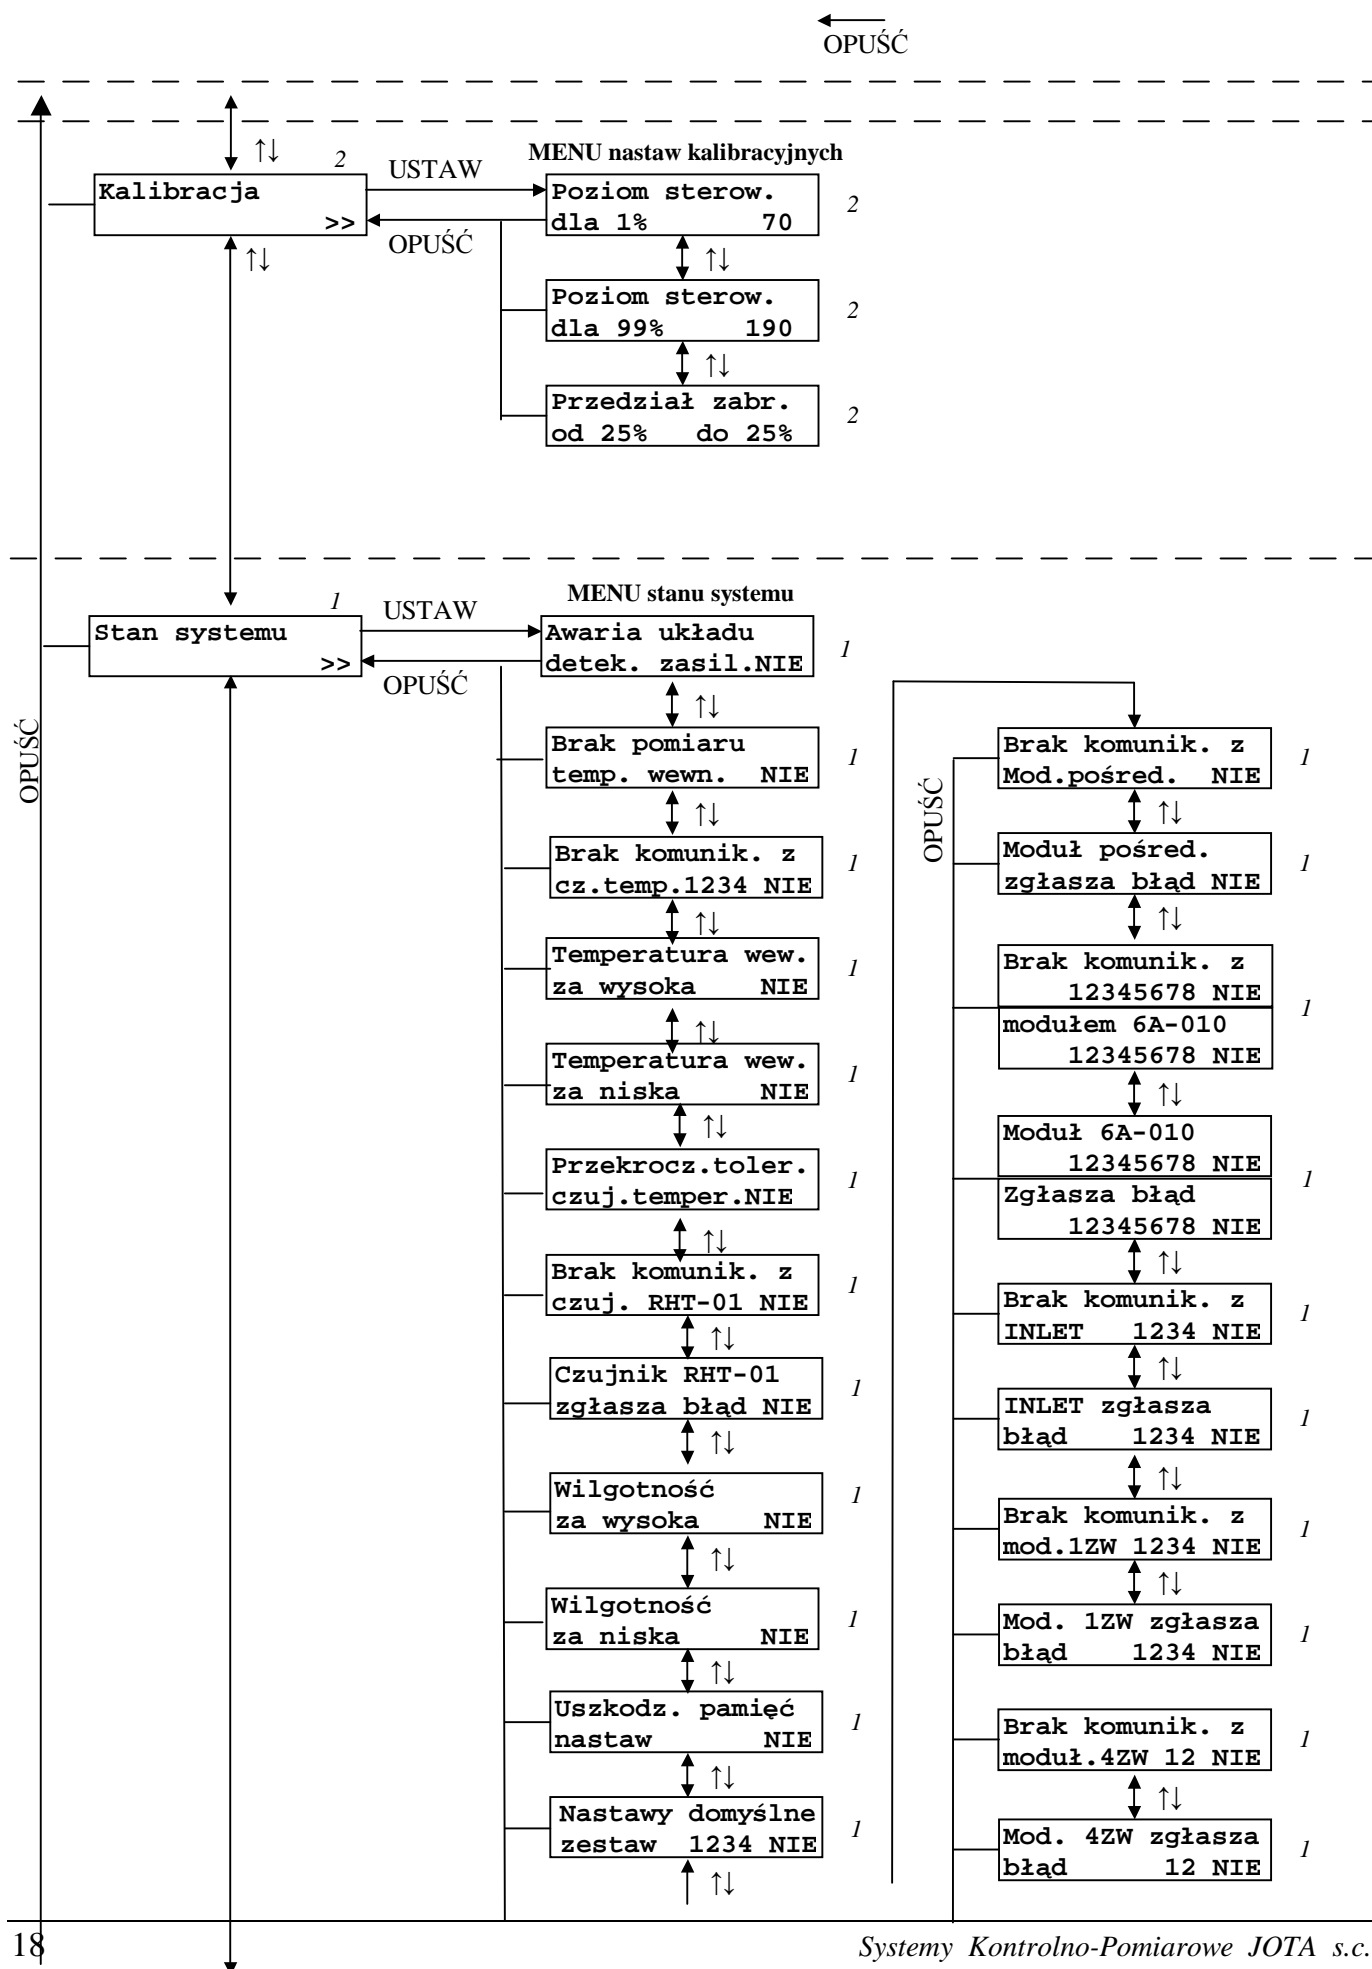 OPUŚĆ
↑↓
2
USTAW
MENU nastaw kalibracyjnych
Kalibracja
>>
OPUŚĆ
↑↓
Poziom sterow.
dla 1% 70
2
↑↓
Poziom sterow.
dla 99% 190
2
↑↓
Przedział zabr.
od 25% do 25%
2
OPUŚĆ
1
USTAW
MENU stanu systemu
Stan systemu
>>
OPUŚĆ
Awaria układu
detek. zasil.NIE
1
↑↓
Brak pomiaru
temp. wewn. NIE
1
↑↓
Brak komunik. z
cz.temp.1234 NIE
1
↑↓
Temperatura wew.
za wysoka NIE
1
↑↓
Temperatura wew.
za niska NIE
1
↑↓
Przekrocz.toler.
czuj.temper.NIE
1
↑↓
Brak komunik. z
czuj. RHT-01 NIE
1
↑↓
Czujnik RHT-01
zgłasza błąd NIE
1
↑↓
Wilgotność
za wysoka NIE
1
↑↓
Wilgotność
za niska NIE
1
↑↓
Uszkodz. pamięć
nastaw NIE
1
↑↓
Nastawy domyślne
zestaw 1234 NIE
1
↑↓
OPUŚĆ
Brak komunik. z
Mod.pośred. NIE
1
↑↓
Moduł pośred.
zgłasza błąd NIE
1
↑↓
Brak komunik. z
12345678 NIE
modułem 6A-010
12345678 NIE
1
↑↓
Moduł 6A-010
12345678 NIE
Zgłasza błąd
12345678 NIE
1
↑↓
Brak komunik. z
INLET 1234 NIE
1
↑↓
INLET zgłasza
błąd 1234 NIE
1
↑↓
Brak komunik. z
mod.1ZW 1234 NIE
1
↑↓
Mod. 1ZW zgłasza
błąd 1234 NIE
1
Brak komunik. z
moduł.4ZW 12 NIE
1
↑↓
Mod. 4ZW zgłasza
błąd 12 NIE
1
18
Systemy Kontrolno-Pomiarowe JOTA s.c.